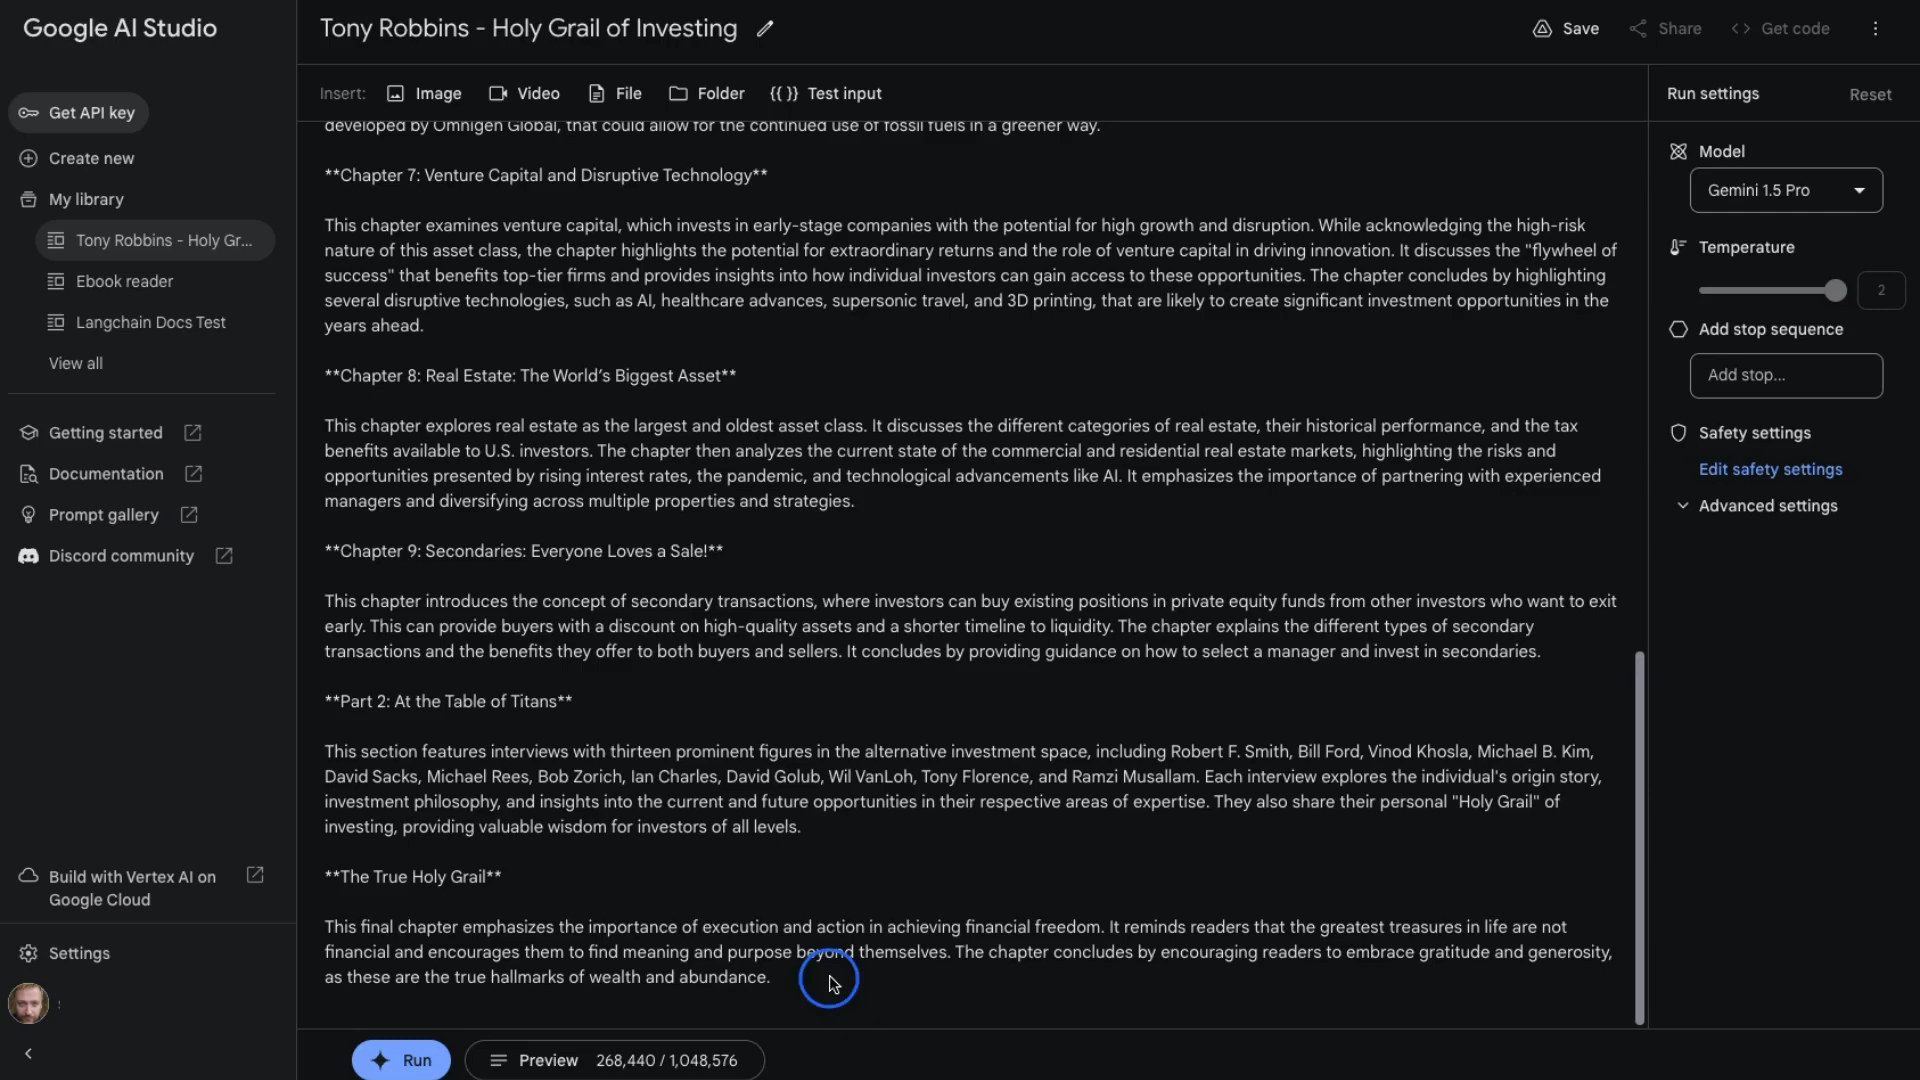 Google AI Studio
Get API key
Create new
My library
Tony Robbins - Holy Gr...
Ebook reader
Langchain Docs Test
View all
Getting started
Documentation
Prompt gallery
Discord community
Build with Vertex AI on
Google Cloud
Settings
Tony Robbins - Holy Grail of Investing
Save
Share
<> Get code
Insert:
Image
Video
File
Folder
{{ }} Test input
developed by Omnigen Global, that could allow for the continued use of fossil fuels in a greener way.
**Chapter 7: Venture Capital and Disruptive Technology**
This chapter examines venture capital, which invests in early-stage companies with the potential for high growth and disruption. While acknowledging the high-risk
nature of this asset class, the chapter highlights the potential for extraordinary returns and the role of venture capital in driving innovation. It discusses the "flywheel of
success" that benefits top-tier firms and provides insights into how individual investors can gain access to these opportunities. The chapter concludes by highlighting
several disruptive technologies, such as AI, healthcare advances, supersonic travel, and 3D printing, that are likely to create significant investment opportunities in the
years ahead.
**Chapter 8: Real Estate: The World’s Biggest Asset**
This chapter explores real estate as the largest and oldest asset class. It discusses the different categories of real estate, their historical performance, and the tax
benefits available to U.S. investors. The chapter then analyzes the current state of the commercial and residential real estate markets, highlighting the risks and
opportunities presented by rising interest rates, the pandemic, and technological advancements like AI. It emphasizes the importance of partnering with experienced
managers and diversifying across multiple properties and strategies.
**Chapter 9: Secondaries: Everyone Loves a Sale!**
This chapter introduces the concept of secondary transactions, where investors can buy existing positions in private equity funds from other investors who want to exit
early. This can provide buyers with a discount on high-quality assets and a shorter timeline to liquidity. The chapter explains the different types of secondary
transactions and the benefits they offer to both buyers and sellers. It concludes by providing guidance on how to select a manager and invest in secondaries.
**Part 2: At the Table of Titans**
This section features interviews with thirteen prominent figures in the alternative investment space, including Robert F. Smith, Bill Ford, Vinod Khosla, Michael B. Kim,
David Sacks, Michael Rees, Bob Zorich, Ian Charles, David Golub, Wil VanLoh, Tony Florence, and Ramzi Musallam. Each interview explores the individual's origin story,
investment philosophy, and insights into the current and future opportunities in their respective areas of expertise. They also share their personal "Holy Grail" of
investing, providing valuable wisdom for investors of all levels.
**The True Holy Grail**
This final chapter emphasizes the importance of execution and action in achieving financial freedom. It reminds readers that the greatest treasures in life are not
financial and encourages them to find meaning and purpose beyond themselves. The chapter concludes by encouraging readers to embrace gratitude and generosity,
as these are the true hallmarks of wealth and abundance.
Run
Preview 268,440 / 1,048,576
Run settings
Reset
Model
Gemini 1.5 Pro
Temperature
2
Add stop sequence
Add stop...
Safety settings
Edit safety settings
Advanced settings